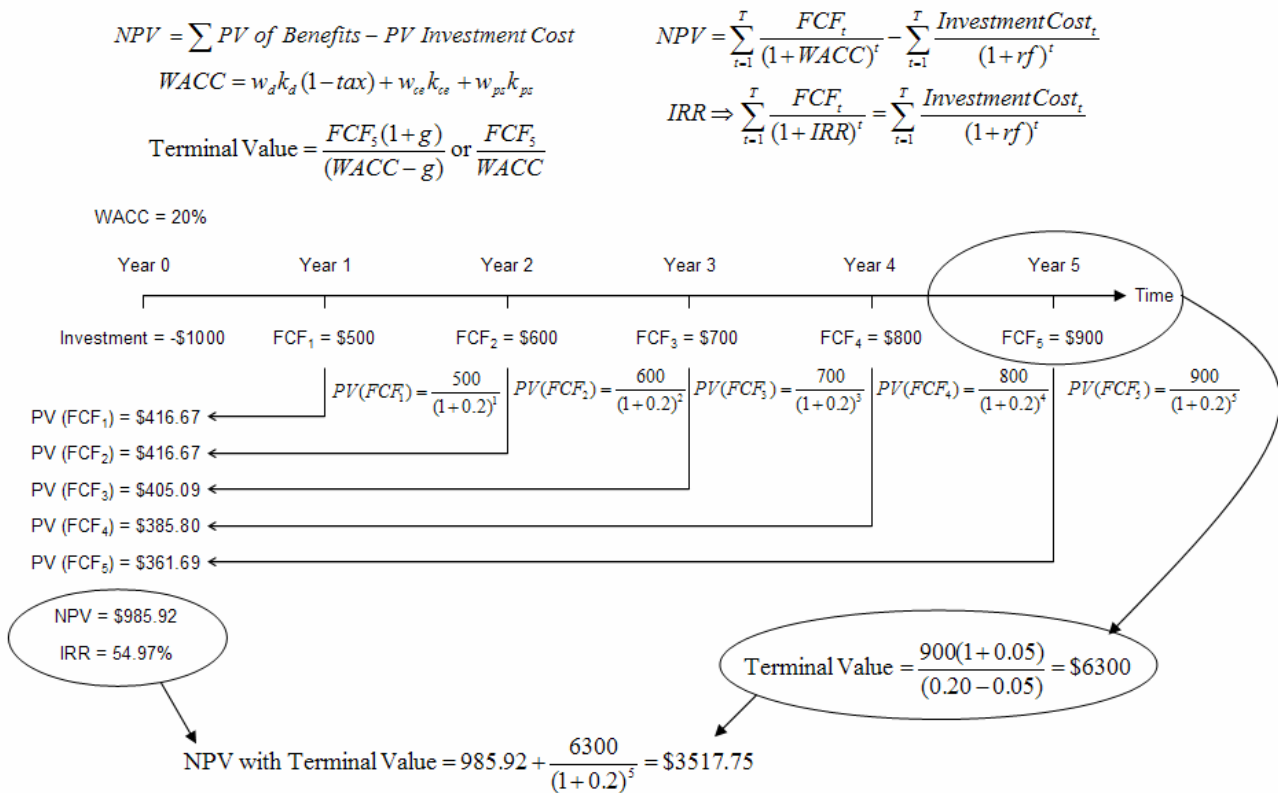 NPV = ∑ PV of Benefits − PV Investment Cost
WACC = w_d k_d (1 − tax) + w_ce k_ce + w_ps k_ps
Terminal Value = FCF_5(1 + g) / (WACC − g) or FCF_5 / WACC
NPV = ∑_{t=1}^{T} FCF_t / (1 + WACC)^t − ∑_{t=1}^{T} InvestmentCost_t / (1 + rf)^t
IRR ⇒ ∑_{t=1}^{T} FCF_t / (1 + IRR)^t = ∑_{t=1}^{T} InvestmentCost_t / (1 + rf)^t
WACC = 20%
Year 0 Year 1 Year 2 Year 3 Year 4 Year 5
Time
Investment = -$1000 FCF_1 = $500 FCF_2 = $600 FCF_3 = $700 FCF_4 = $800 FCF_5 = $900
PV(FCF_1) = 500 / (1 + 0.2)^1 PV(FCF_2) = 600 / (1 + 0.2)^2 PV(FCF_3) = 700 / (1 + 0.2)^3 PV(FCF_4) = 800 / (1 + 0.2)^4 PV(FCF_5) = 900 / (1 + 0.2)^5
PV (FCF_1) = $416.67
PV (FCF_2) = $416.67
PV (FCF_3) = $405.09
PV (FCF_4) = $385.80
PV (FCF_5) = $361.69
NPV = $985.92
IRR = 54.97%
Terminal Value = 900(1 + 0.05) / (0.20 − 0.05) = $6300
NPV with Terminal Value = 985.92 + 6300 / (1 + 0.2)^5 = $3517.75